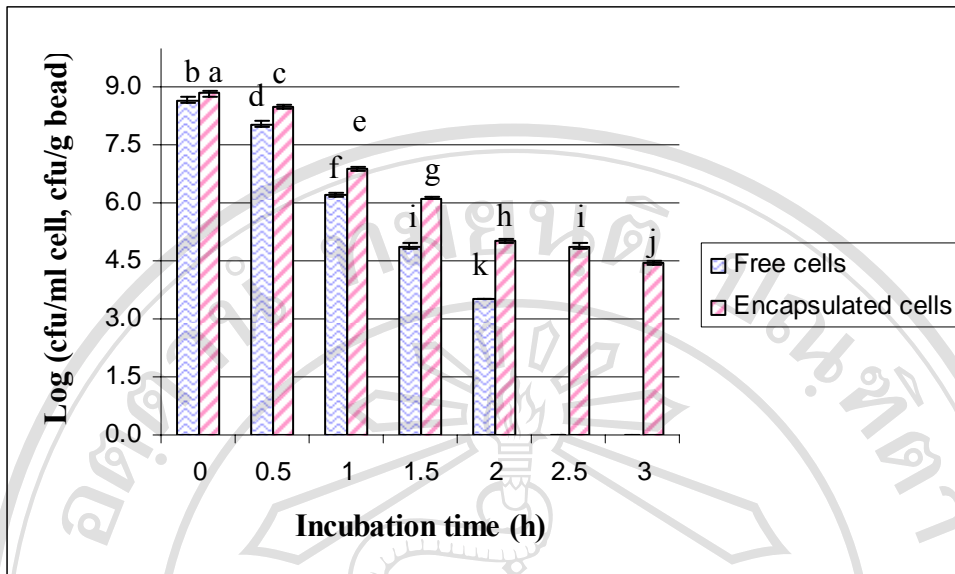 Log (cfu/ml cell, cfu/g bead)
9.0
7.5
6.0
4.5
3.0
1.5
0.0
b a
d c
f e
i g
k h
i
j
0 0.5 1 1.5 2 2.5 3
Incubation time (h)
Free cells
Encapsulated cells